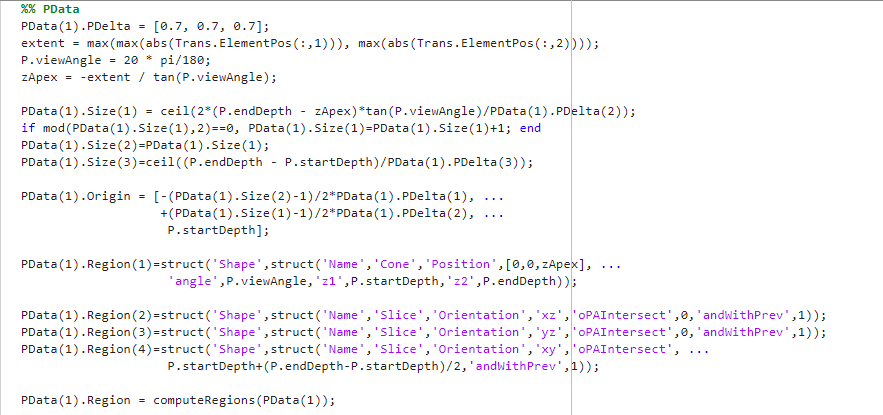 %% PData
PData(1).PDelta = [0.7, 0.7, 0.7];
extent = max(max(abs(Trans.ElementPos(:,1))), max(abs(Trans.ElementPos(:,2))));
P.viewAngle = 20 * pi/180;
zApex = -extent / tan(P.viewAngle);
PData(1).Size(1) = ceil(2*(P.endDepth - zApex)*tan(P.viewAngle)/PData(1).PDelta(2));
if mod(PData(1).Size(1),2)==0, PData(1).Size(1)=PData(1).Size(1)+1; end
PData(1).Size(2)=PData(1).Size(1);
PData(1).Size(3)=ceil((P.endDepth - P.startDepth)/PData(1).PDelta(3));
PData(1).Origin = [-(PData(1).Size(2)-1)/2*PData(1).PDelta(1), ...
+(PData(1).Size(1)-1)/2*PData(1).PDelta(2), ...
P.startDepth];
PData(1).Region(1)=struct('Shape',struct('Name','Cone','Position',[0,0,zApex], ...
'angle',P.viewAngle,'z1',P.startDepth,'z2',P.endDepth));
PData(1).Region(2)=struct('Shape',struct('Name','Slice','Orientation','xz','oPAIntersect',0,'andWithPrev',1));
PData(1).Region(3)=struct('Shape',struct('Name','Slice','Orientation','yz','oPAIntersect',0,'andWithPrev',1));
PData(1).Region(4)=struct('Shape',struct('Name','Slice','Orientation','xy','oPAIntersect', ...
P.startDepth+(P.endDepth-P.startDepth)/2,'andWithPrev',1));
PData(1).Region = computeRegions(PData(1));